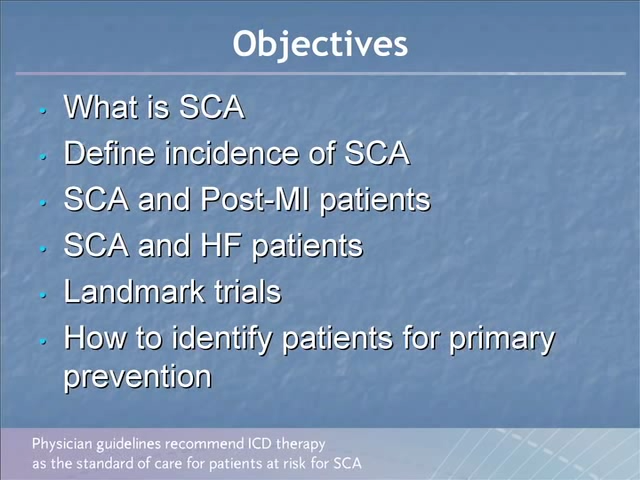 Objectives
• What is SCA
• Define incidence of SCA
• SCA and Post-MI patients
• SCA and HF patients
• Landmark trials
• How to identify patients for primary
prevention
Physician guidelines recommend ICD therapy
as the standard of care for patients at risk for SCA